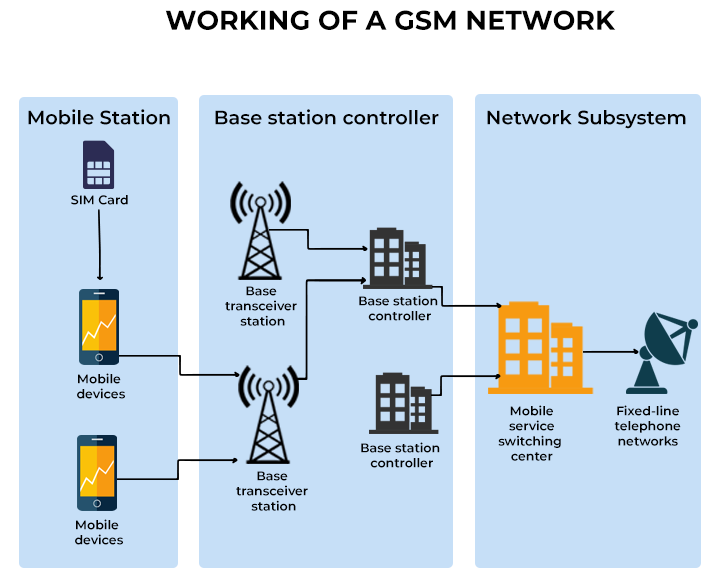 WORKING OF A GSM NETWORK
Mobile Station
SIM Card
Mobile
devices
Mobile
devices
Base station controller
Base
transceiver
station
Base station
controller
Base
transceiver
station
Base station
controller
Network Subsystem
Mobile
service
switching
center
Fixed-line
telephone
networks